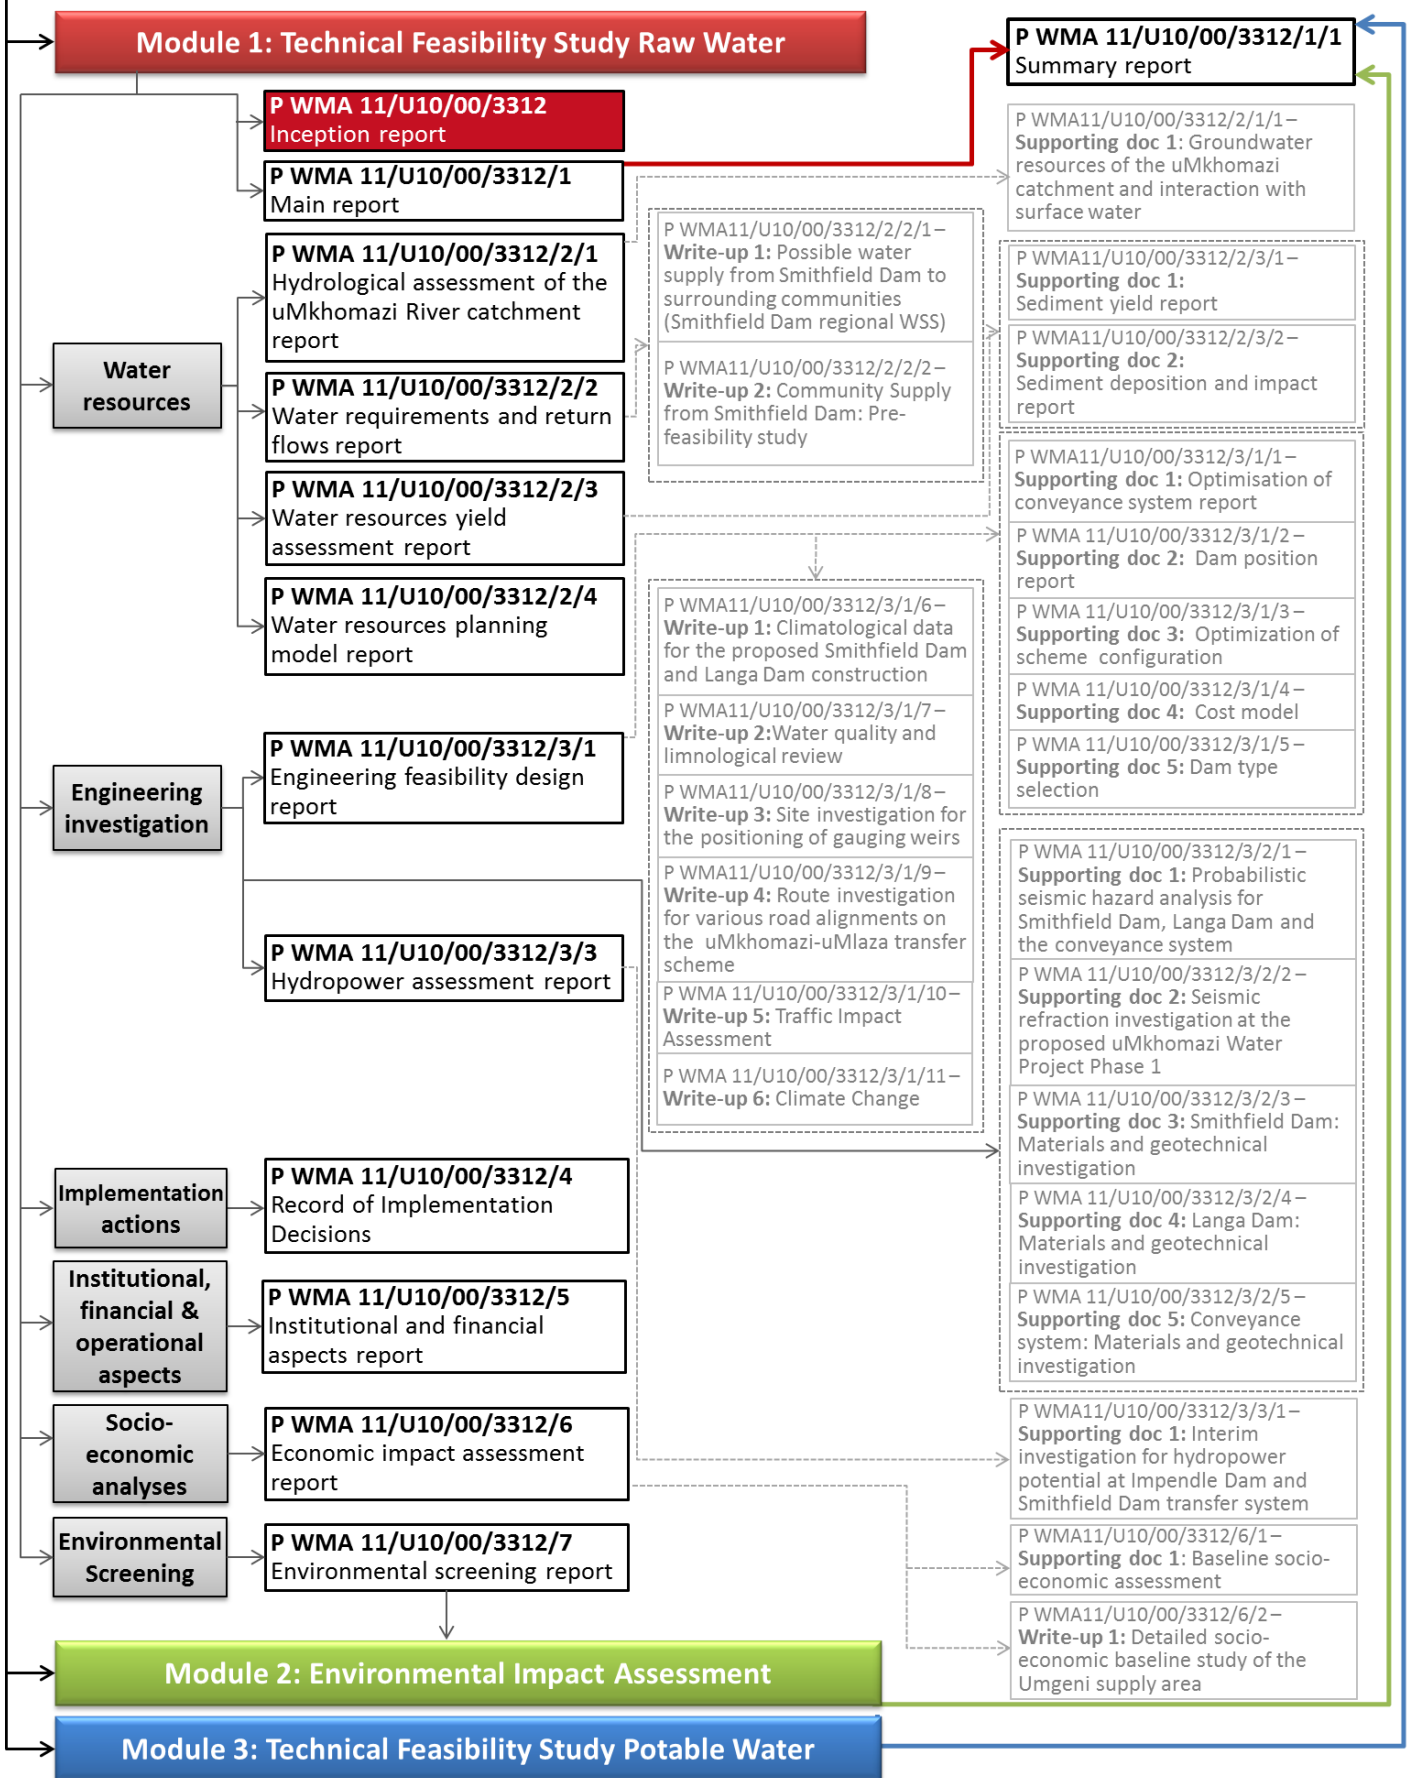 Module 1: Technical Feasibility Study Raw Water
P WMA 11/U10/00/3312/1/1
Summary report
P WMA 11/U10/00/3312
Inception report
P WMA 11/U10/00/3312/1
Main report
Water
resources
P WMA 11/U10/00/3312/2/1
Hydrological assessment of the
uMkhomazi River catchment
report
P WMA 11/U10/00/3312/2/2
Water requirements and return
flows report
P WMA 11/U10/00/3312/2/3
Water resources yield
assessment report
P WMA 11/U10/00/3312/2/4
Water resources planning
model report
P WMA11/U10/00/3312/2/2/1–
Write-up 1: Possible water
supply from Smithfield Dam to
surrounding communities
(Smithfield Dam regional WSS)
P WMA11/U10/00/3312/2/2/2–
Write-up 2: Community Supply
from Smithfield Dam: Pre-
feasibility study
P WMA11/U10/00/3312/2/1/1–
Supporting doc 1: Groundwater
resources of the uMkhomazi
catchment and interaction with
surface water
P WMA11/U10/00/3312/2/3/1–
Supporting doc 1:
Sediment yield report
P WMA11/U10/00/3312/2/3/2–
Supporting doc 2:
Sediment deposition and impact
report
Engineering
investigation
P WMA 11/U10/00/3312/3/1
Engineering feasibility design
report
P WMA 11/U10/00/3312/3/3
Hydropower assessment report
P WMA11/U10/00/3312/3/1/6–
Write-up 1: Climatological data
for the proposed Smithfield Dam
and Langa Dam construction
P WMA11/U10/00/3312/3/1/7–
Write-up 2:Water quality and
limnological review
P WMA11/U10/00/3312/3/1/8–
Write-up 3: Site investigation for
the positioning of gauging weirs
P WMA11/U10/00/3312/3/1/9–
Write-up 4: Route investigation
for various road alignments on
the uMkhomazi-uMlaza transfer
scheme
P WMA 11/U10/00/3312/3/1/10–
Write-up 5: Traffic Impact
Assessment
P WMA 11/U10/00/3312/3/1/11–
Write-up 6: Climate Change
P WMA11/U10/00/3312/3/1/1–
Supporting doc 1: Optimisation of
conveyance system report
P WMA 11/U10/00/3312/3/1/2–
Supporting doc 2: Dam position
report
P WMA 11/U10/00/3312/3/1/3–
Supporting doc 3: Optimization of
scheme configuration
P WMA 11/U10/00/3312/3/1/4–
Supporting doc 4: Cost model
P WMA 11/U10/00/3312/3/1/5–
Supporting doc 5: Dam type
selection
P WMA 11/U10/00/3312/3/2/1–
Supporting doc 1: Probabilistic
seismic hazard analysis for
Smithfield Dam, Langa Dam and
the conveyance system
P WMA 11/U10/00/3312/3/2/2–
Supporting doc 2: Seismic
refraction investigation at the
proposed uMkhomazi Water
Project Phase 1
P WMA 11/U10/00/3312/3/2/3–
Supporting doc 3: Smithfield Dam:
Materials and geotechnical
investigation
P WMA 11/U10/00/3312/3/2/4–
Supporting doc 4: Langa Dam:
Materials and geotechnical
investigation
P WMA 11/U10/00/3312/3/2/5–
Supporting doc 5: Conveyance
system: Materials and geotechnical
investigation
Implementation
actions
P WMA 11/U10/00/3312/4
Record of Implementation
Decisions
Institutional,
financial &
operational
aspects
P WMA 11/U10/00/3312/5
Institutional and financial
aspects report
Socio-
economic
analyses
P WMA 11/U10/00/3312/6
Economic impact assessment
report
Environmental
Screening
P WMA 11/U10/00/3312/7
Environmental screening report
P WMA11/U10/00/3312/3/3/1–
Supporting doc 1: Interim
investigation for hydropower
potential at Impendle Dam and
Smithfield Dam transfer system
P WMA11/U10/00/3312/6/1–
Supporting doc 1: Baseline socio-
economic assessment
P WMA11/U10/00/3312/6/2–
Write-up 1: Detailed socio-
economic baseline study of the
Umgeni supply area
Module 2: Environmental Impact Assessment
Module 3: Technical Feasibility Study Potable Water